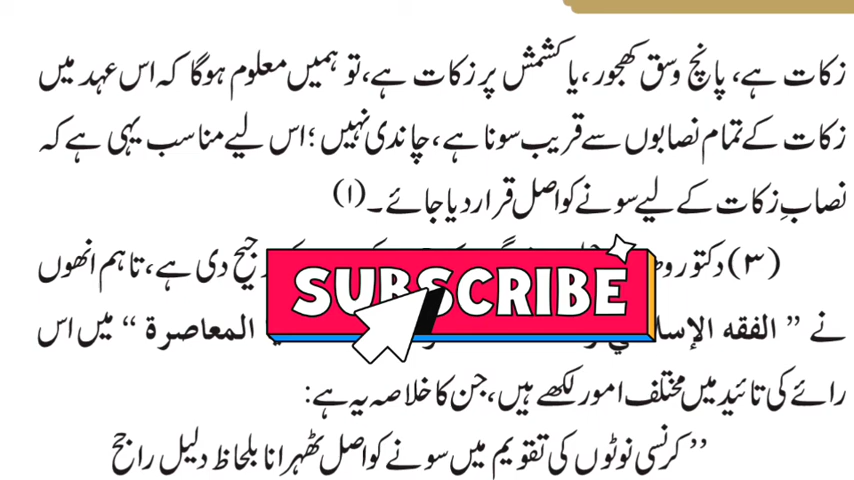 زکات ہے، پانچ وسق کھجور، یا کشمش پر زکات ہے، تو ہمیں معلوم ہوگا کہ اس عہد میں
زکات کے تمام نصابوں سے قریب سونا ہے، چاندی نہیں؛ اس لیے مناسب یہی ہے کہ
نصابِ زکات کے لیے سونے کو اصل قرار دیا جائے۔ (۱)
(۳) دکتور دی ہے، تاہم انھوں
SUBSCRIBE
نے ”الفقه المعاصرة“ میں اس
رائے کی تائید میں مختلف امور لکھے ہیں، جن کا خلاصہ یہ ہے:
”کرنسی نوٹوں کی تقویم میں سونے کو اصل ٹھہرانا بلحاظ دلیل راجح